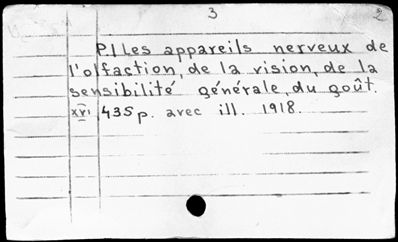 3
2
P.I Les appareils nerveux de
l'olfaction, de la vision, de la
sensibilité générale, du goût.
XVI 435 p. avec ill. 1918.